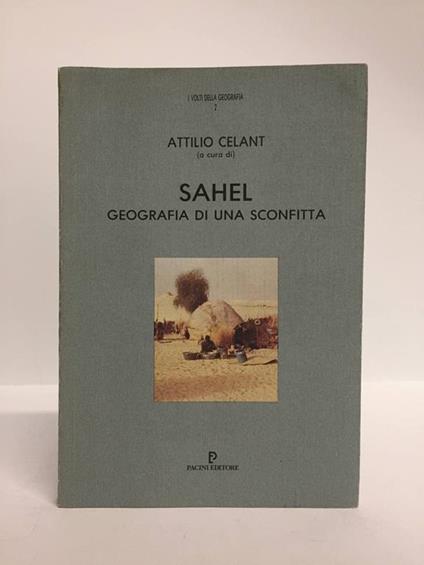 I VOLTI DELLA GEOGRAFIA
2
ATTILIO CELANT
(a cura di)
SAHEL
GEOGRAFIA DI UNA SCONFITTA
PACINI EDITORE